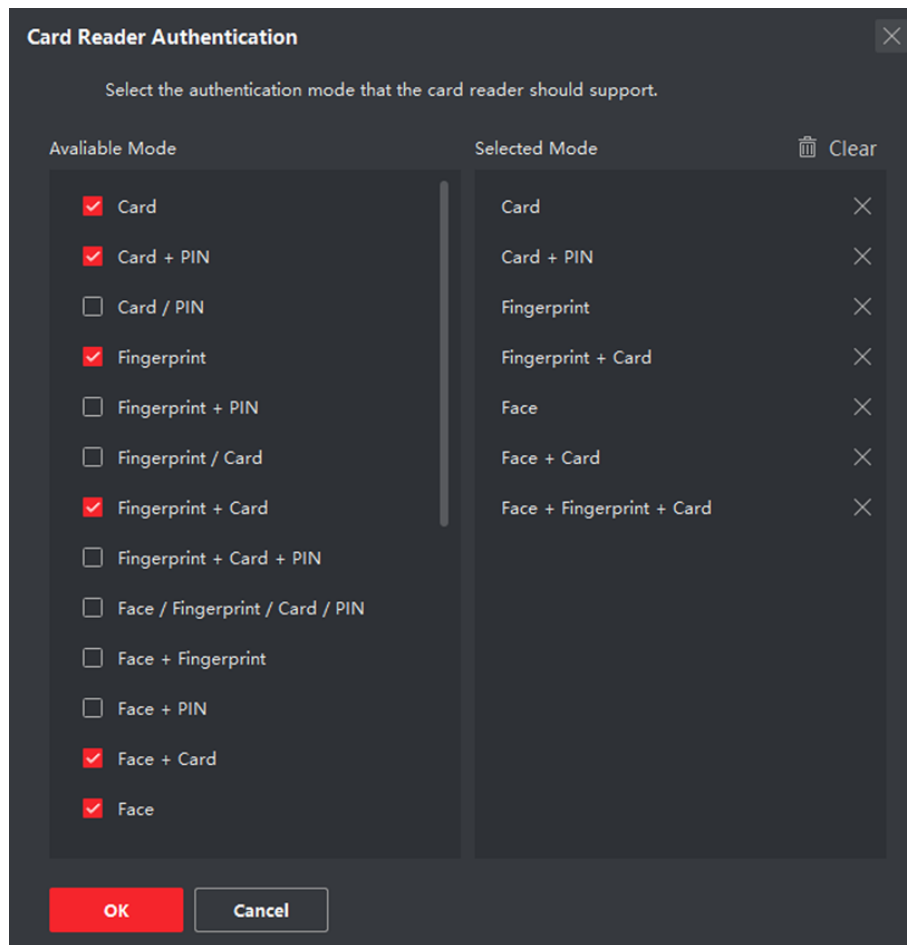 Card Reader Authentication
Select the authentication mode that the card reader should support.
Avaliable Mode
Selected Mode
Clear
Card
Card + PIN
Card / PIN
Fingerprint
Fingerprint + PIN
Fingerprint / Card
Fingerprint + Card
Fingerprint + Card + PIN
Face / Fingerprint / Card / PIN
Face + Fingerprint
Face + PIN
Face + Card
Face
Card
Card + PIN
Fingerprint
Fingerprint + Card
Face
Face + Card
Face + Fingerprint + Card
OK
Cancel